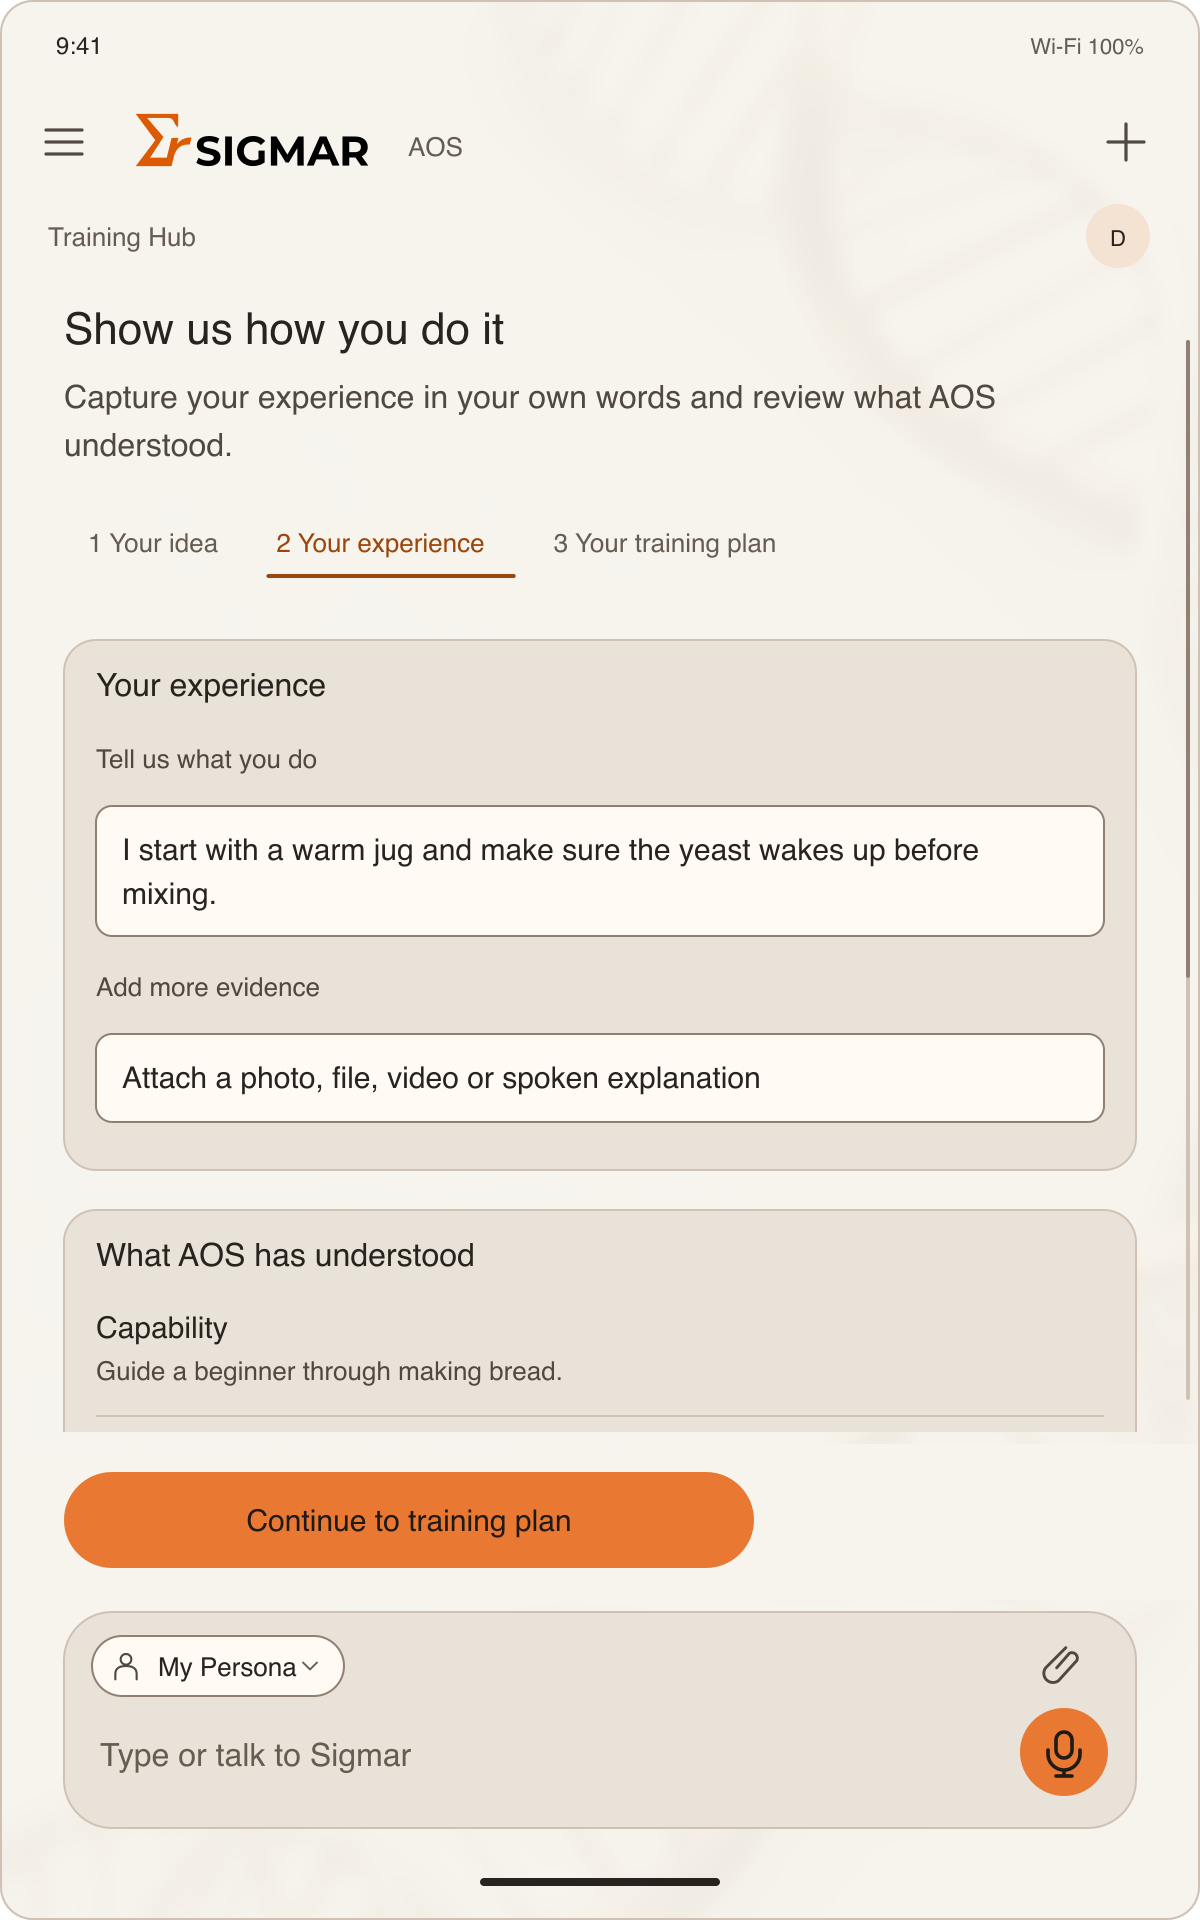 9:41
Wi-Fi 100%
Σr SIGMAR AOS
Training Hub
D
Show us how you do it
Capture your experience in your own words and review what AOS
understood.
1 Your idea
2 Your experience
3 Your training plan
Your experience
Tell us what you do
I start with a warm jug and make sure the yeast wakes up before
mixing.
Add more evidence
Attach a photo, file, video or spoken explanation
What AOS has understood
Capability
Guide a beginner through making bread.
Continue to training plan
My Persona
Type or talk to Sigmar